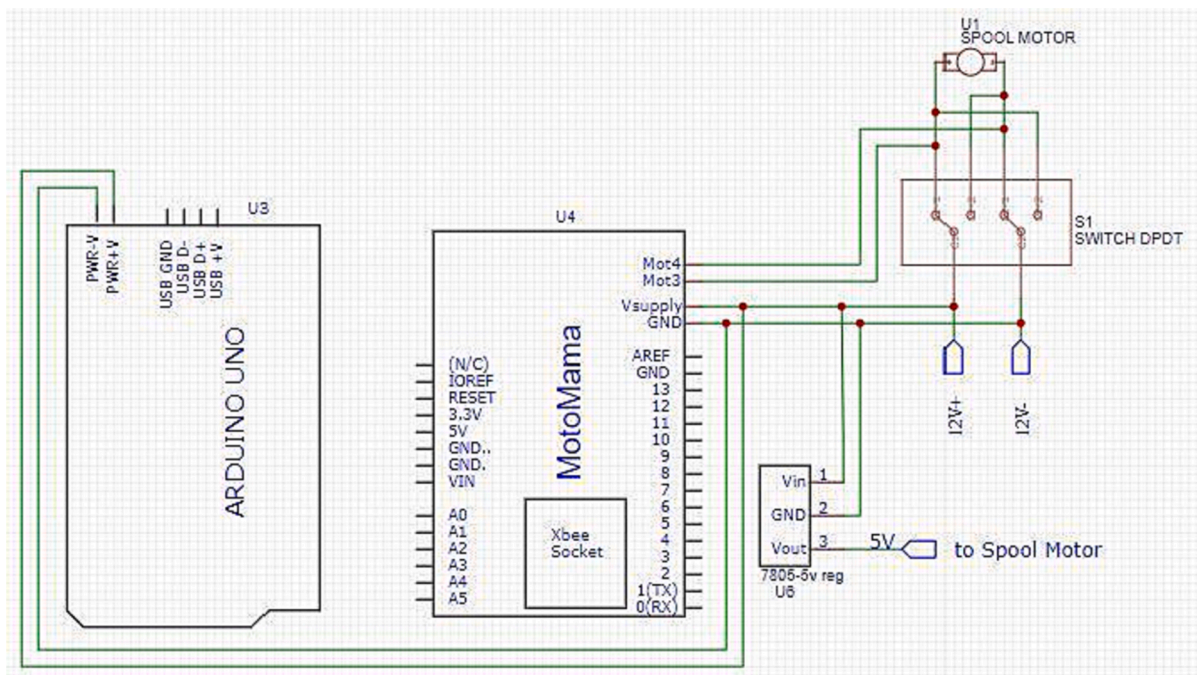 U1
SPOOL MOTOR
S1
SWITCH DPDT
12V+
12V-
U3
PWR-V
PWR+V
USB GND
USB D-
USB D+
USB +V
ARDUINO UNO
U4
Mot4
Mot3
Vsupply
GND
(N/C)
IOREF
RESET
3.3V
5V
GND..
GND.
VIN
A0
A1
A2
A3
A4
A5
MotoMama
Xbee
Socket
AREF
GND
13
12
11
10
9
8
7
6
5
4
3
2
1(TX)
0(RX)
Vin 1
GND 2
Vout 3
7805-5v reg
U6
5V
to Spool Motor